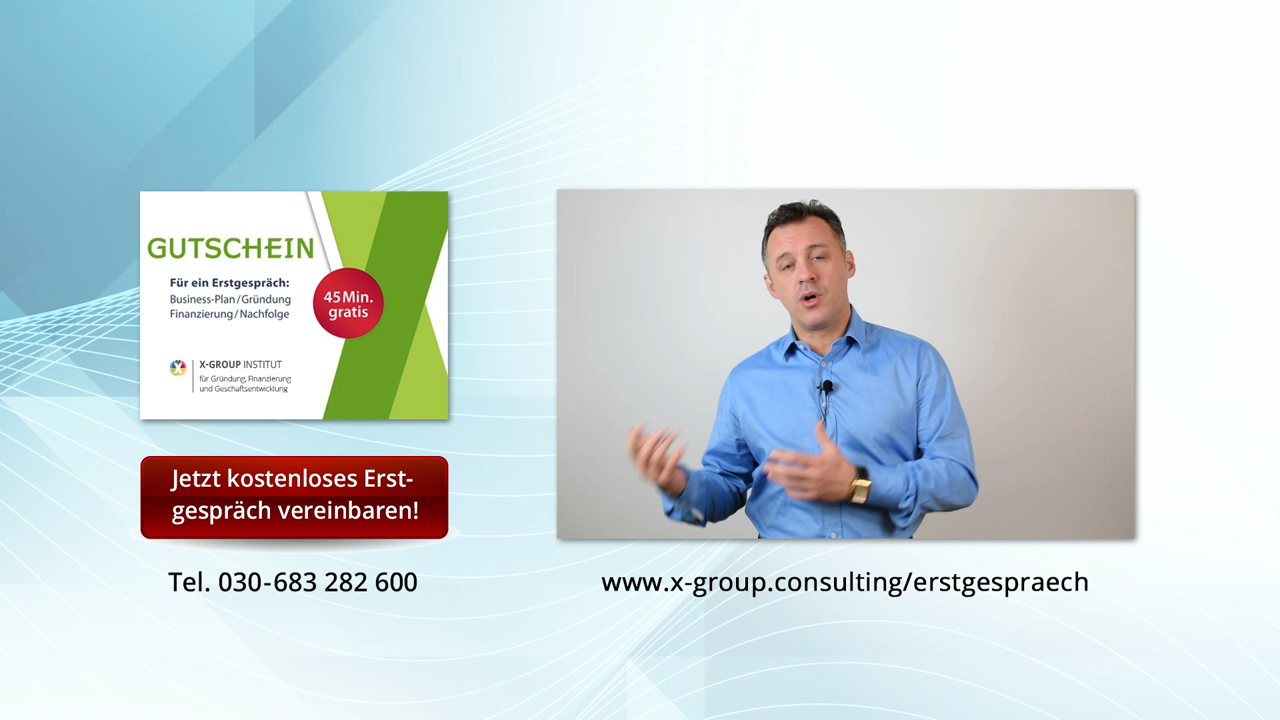 GUTSCHEIN
Für ein Erstgespräch:
Business-Plan/Gründung
Finanzierung/Nachfolge
45 Min.
gratis
X-GROUP INSTITUT
für Gründung, Finanzierung
und Geschäftsentwicklung
Jetzt kostenloses Erst-
gespräch vereinbaren!
Tel. 030-683 282 600
www.x-group.consulting/erstgespraech